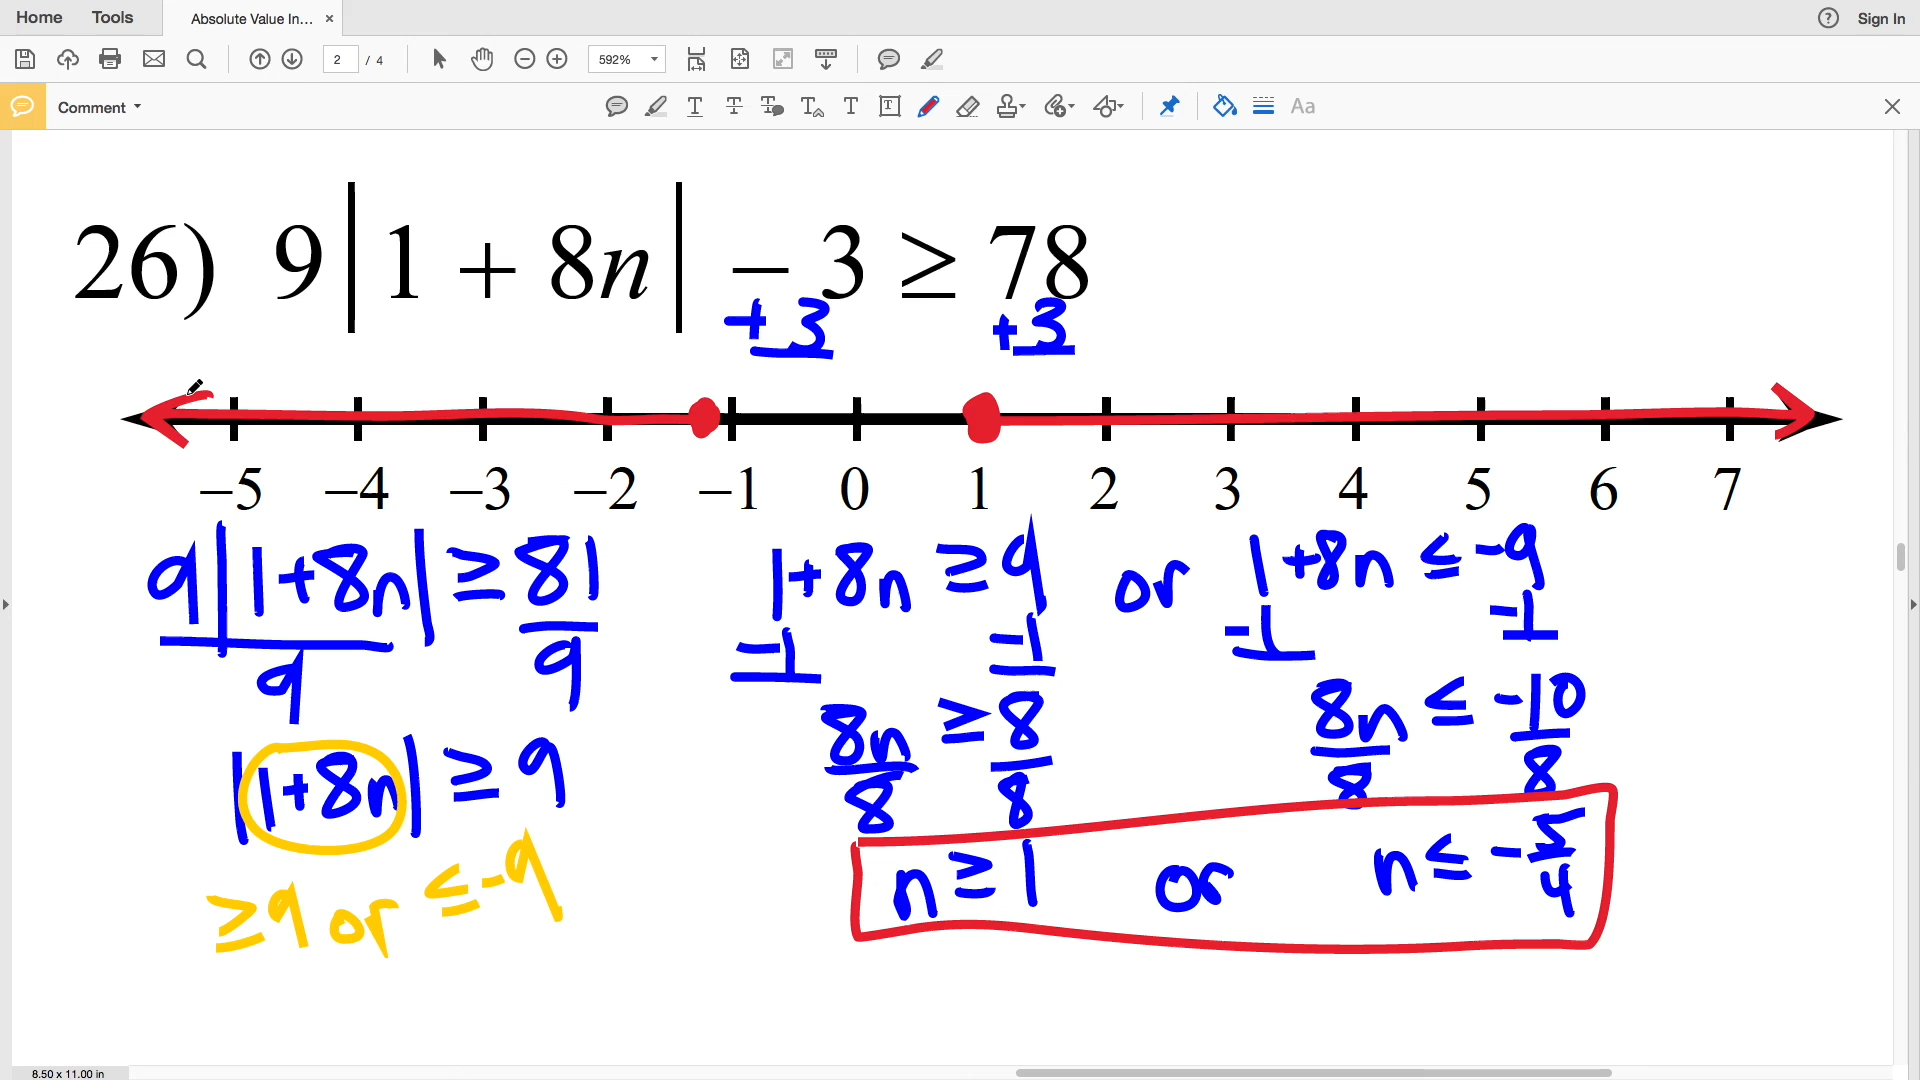 Home Tools Absolute Value In... × ? Sign In
2 / 4 592%
Comment Aa
26) 9|1 + 8n| − 3 ≥ 78
+3 +3
−5 −4 −3 −2 −1 0 1 2 3 4 5 6 7
9|1+8n| ≥ 81
9 9
|1+8n| ≥ 9
≥9 or ≤-9
1+8n ≥ 9 or 1+8n ≤ -9
-1 -1 -1 -1
8n ≥ 8 8n ≤ -10
8 8 8 8
n ≥ 1 or n ≤ -5/4
8.50 x 11.00 in